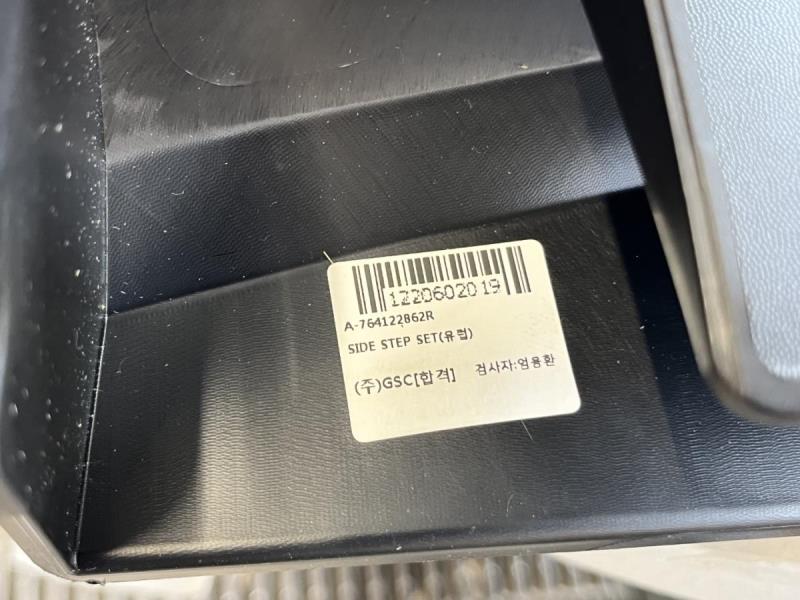 1220602019
A-764122862R
SIDE STEP SET(유럽)
(주)GSC[합격] 검사자:엄용환